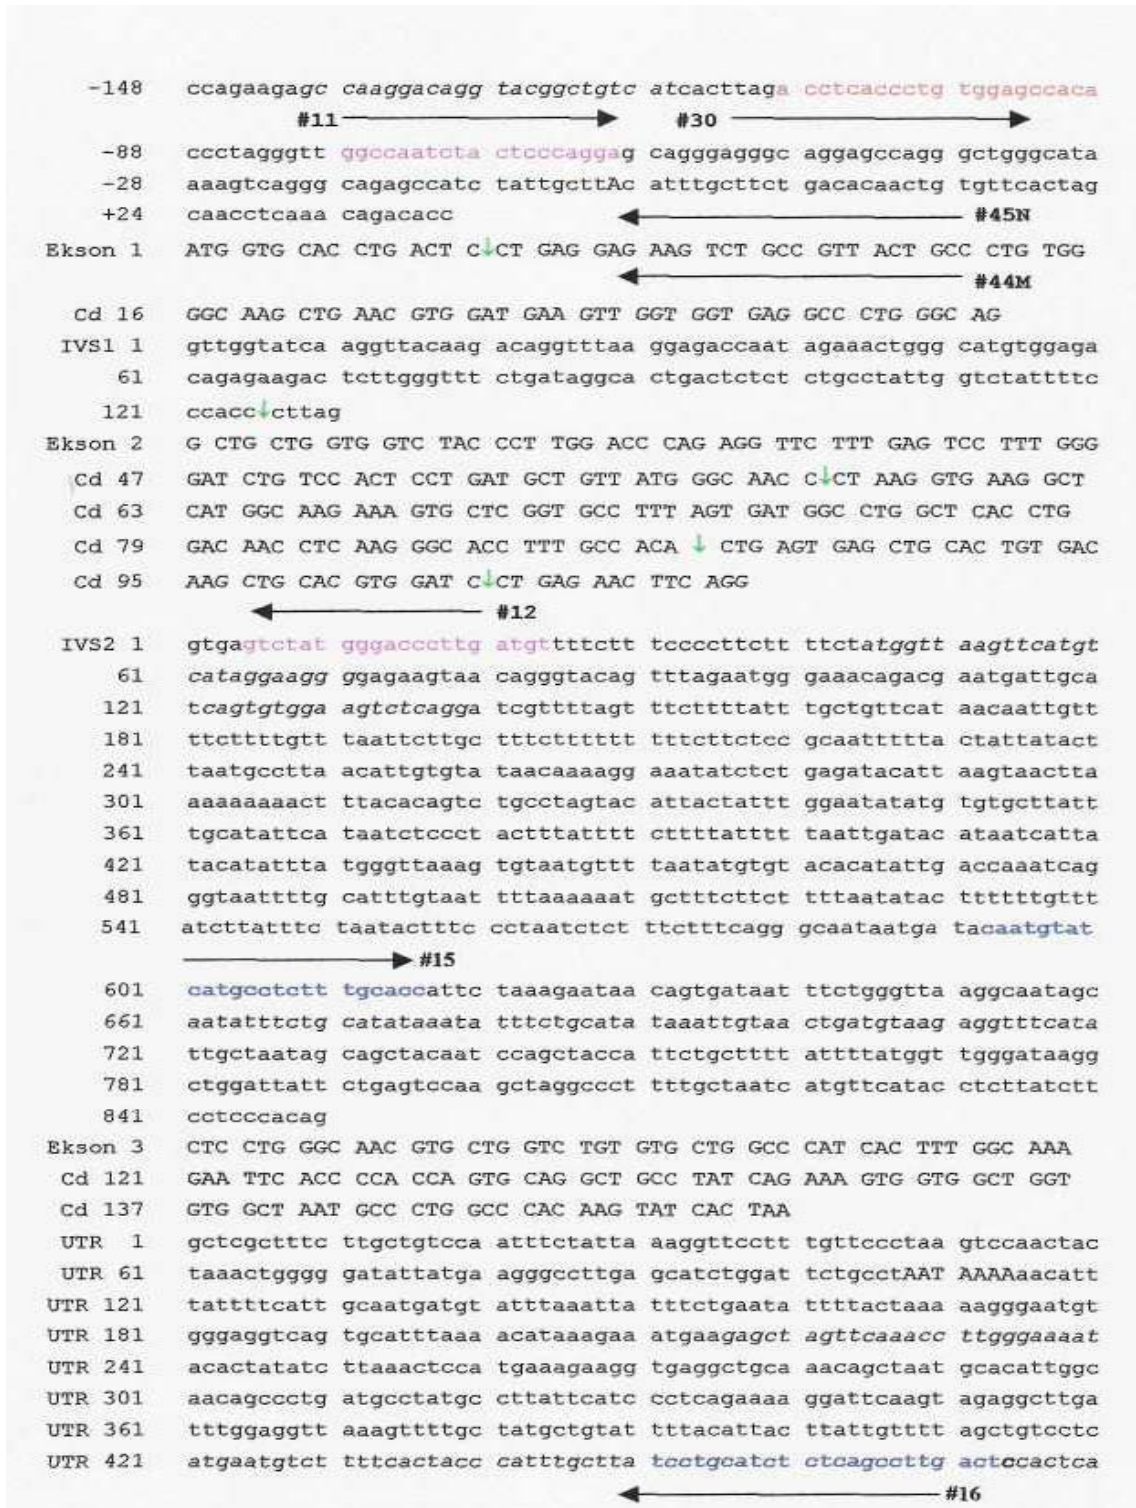 -148 ccagaagagc caaggacagg tacggctgtc atcacttaga cctcaccctg tggagccaca
#11 #30
-88 ccctagggtt ggccaatcta ctcccaggag cagggagggc aggagccagg gctgggcata
-28 aaagtcaggg cagagccatc tattgcttAc atttgcttct gacacaactg tgttcactag
+24 caacctcaaa cagacacc #45N
Ekson 1 ATG GTG CAC CTG ACT C↓CT GAG GAG AAG TCT GCC GTT ACT GCC CTG TGG
#44M
Cd 16 GGC AAG CTG AAC GTG GAT GAA GTT GGT GGT GAG GCC CTG GGC AG
IVS1 1 gttggtatca aggttacaag acaggtttaa ggagaccaat agaaactggg catgtggaga
61 cagagaagac tcttgggttt ctgataggca ctgactctct ctgcctattg gtctattttc
121 ccacc↓cttag
Ekson 2 G CTG CTG GTG GTC TAC CCT TGG ACC CAG AGG TTC TTT GAG TCC TTT GGG
Cd 47 GAT CTG TCC ACT CCT GAT GCT GTT ATG GGC AAC C↓CT AAG GTG AAG GCT
Cd 63 CAT GGC AAG AAA GTG CTC GGT GCC TTT AGT GAT GGC CTG GCT CAC CTG
Cd 79 GAC AAC CTC AAG GGC ACC TTT GCC ACA ↓ CTG AGT GAG CTG CAC TGT GAC
Cd 95 AAG CTG CAC GTG GAT C↓CT GAG AAC TTC AGG
#12
IVS2 1 gtgagtctat gggacccttg atgttttctt tccccttctt ttctatggtt aagttcatgt
61 cataggaagg ggagaagtaa cagggtacag tttagaatgg gaaacagacg aatgattgca
121 tcagtgtgga agtctcagga tcgttttagt ttcttttatt tgctgttcat aacaattgtt
181 ttcttttgtt taattcttgc tttctttttt tttcttctcc gcaattttta ctattatact
241 taatgcctta acattgtgta taacaaaagg aaatatctct gagatacatt aagtaactta
301 aaaaaaaact ttacacagtc tgcctagtac attactattt ggaatatatg tgtgcttatt
361 tgcatattca taatctccct actttatttt cttttatttt taattgatac ataatcatta
421 tacatattta tgggttaaag tgtaatgttt taatatgtgt acacatattg accaaatcag
481 ggtaattttg catttgtaat tttaaaaaat gctttcttct tttaatatac ttttttgttt
541 atcttatttc taatactttc cctaatctct ttctttcagg gcaataatga tacaatgtat
#15
601 catgcctctt tgcaccattc taaagaataa cagtgataat ttctgggtta aggcaatagc
661 aatatttctg catataaata tttctgcata taaattgtaa ctgatgtaag aggtttcata
721 ttgctaatag cagctacaat ccagctacca ttctgctttt attttatggt tgggataagg
781 ctggattatt ctgagtccaa gctaggccct tttgctaatc atgttcatac ctcttatctt
841 cctcccacag
Ekson 3 CTC CTG GGC AAC GTG CTG GTC TGT GTG CTG GCC CAT CAC TTT GGC AAA
Cd 121 GAA TTC ACC CCA CCA GTG CAG GCT GCC TAT CAG AAA GTG GTG GCT GGT
Cd 137 GTG GCT AAT GCC CTG GCC CAC AAG TAT CAC TAA
UTR 1 gctcgctttc ttgctgtcca atttctatta aaggttcctt tgttccctaa gtccaactac
UTR 61 taaactgggg gatattatga agggccttga gcatctggat tctgcctAAT AAAAaacatt
UTR 121 tattttcatt gcaatgatgt atttaaatta tttctgaata ttttactaaa aagggaatgt
UTR 181 gggaggtcag tgcatttaaa acataaagaa atgaagagct agttcaaacc ttgggaaaat
UTR 241 acactatatc ttaaactcca tgaaagaagg tgaggctgca aacagctaat gcacattggc
UTR 301 aacagccctg atgcctatgc cttattcatc cctcagaaaa ggattcaagt agaggcttga
UTR 361 tttggaggtt aaagttttgc tatgctgtat tttacattac ttattgtttt agctgtcctc
UTR 421 atgaatgtct tttcactacc catttgctta tcctgcatct ctcagccttg actccactca
#16